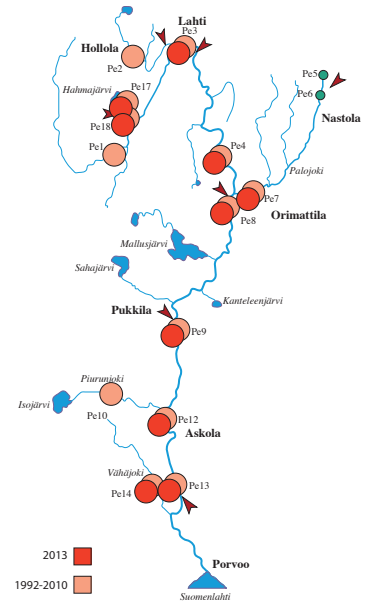 Lahti
Pe3
Hollola
Pe2
Pe5
Pe17
Hahmajärvi
Pe6
Nastola
Pe18
Pe1
Pe4
Palojoki
Pe7
Pe8
Orimattila
Mallusjärvi
Sahajärvi
Kanteleenjärvi
Pukkila
Pe9
Piurunjoki
Isojärvi
Pe10
Pe12
Askola
Vähäjoki
Pe14
Pe13
2013
Porvoo
1992-2010
Suomenlahti